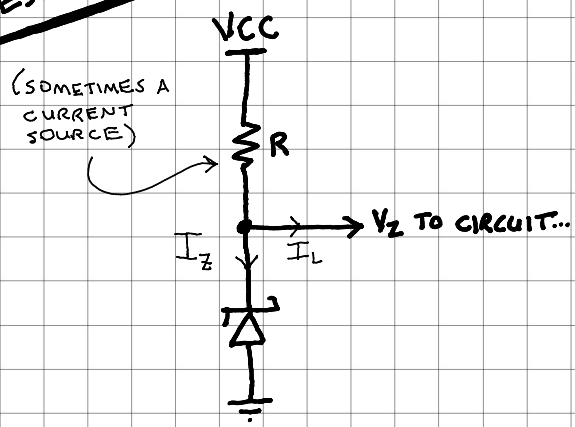 VCC
(SOMETIMES A
CURRENT
SOURCE)
R
VZ TO CIRCUIT...
IZ
IL